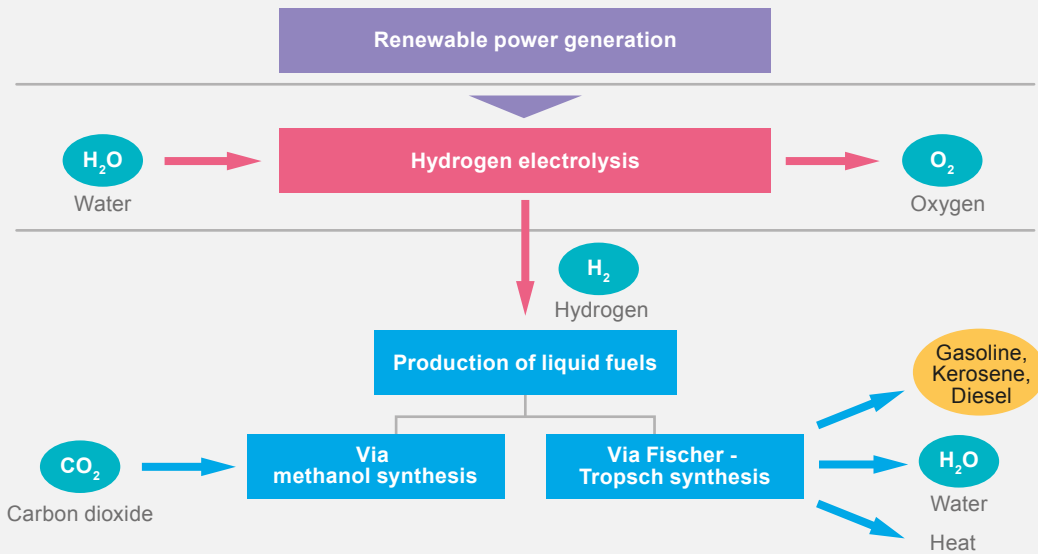 Renewable power generation
H₂O
Water
Hydrogen electrolysis
O₂
Oxygen
H₂
Hydrogen
Production of liquid fuels
Gasoline,
Kerosene,
Diesel
CO₂
Carbon dioxide
Via
methanol synthesis
Via Fischer -
Tropsch synthesis
H₂O
Water
Heat